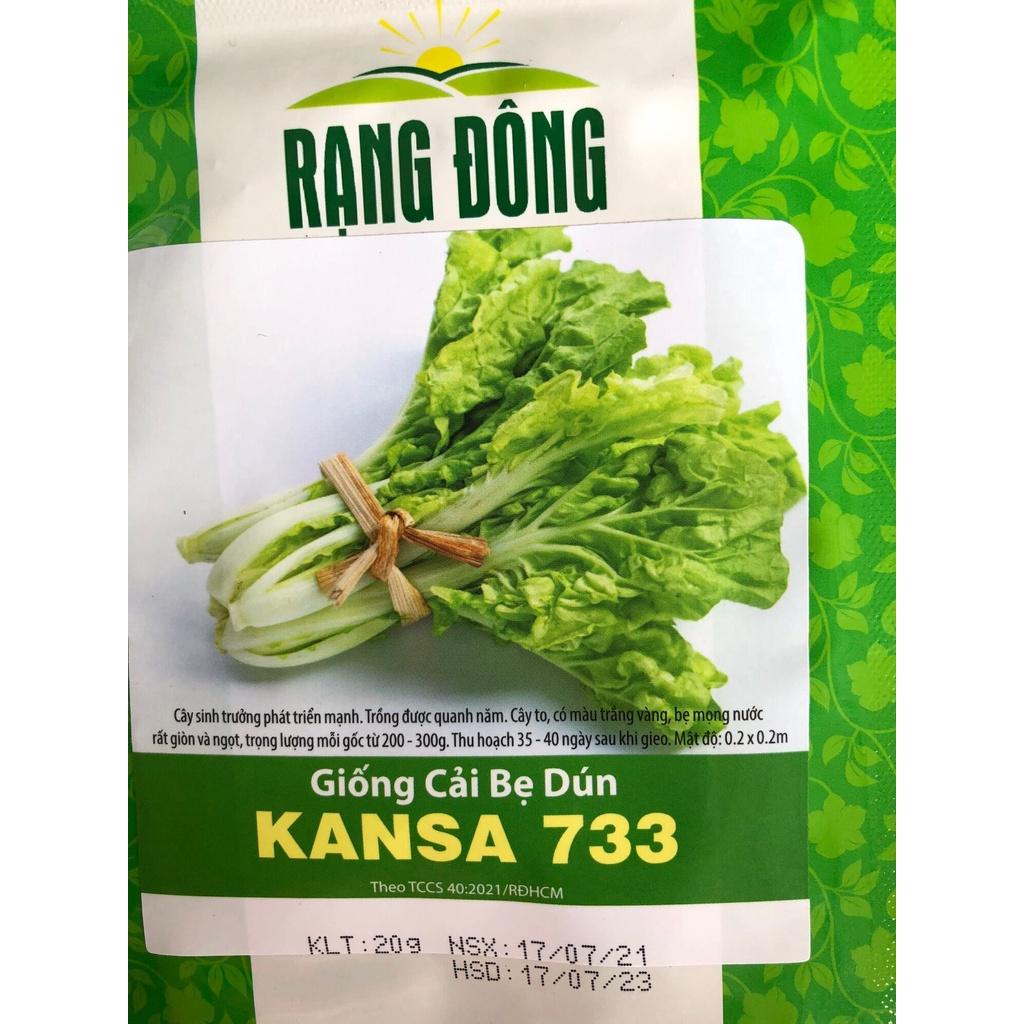 RẠNG ĐÔNG
Cây sinh trưởng phát triển mạnh. Trồng được quanh năm. Cây to, có màu trắng vàng, bẹ mọng nước
rất giòn và ngọt, trọng lượng mỗi gốc từ 200 - 300g. Thu hoạch 35 - 40 ngày sau khi gieo. Mật độ: 0.2 x 0.2m
Giống Cải Bẹ Dún
KANSA 733
Theo TCCS 40:2021/RĐHCM
KLT:20g NSX:17/07/21
HSD:17/07/23